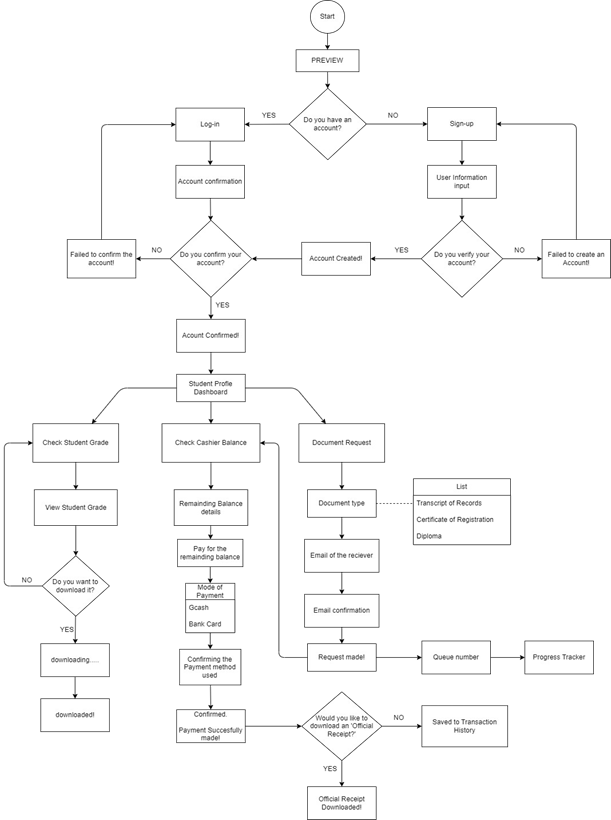 Start
PREVIEW
Do you have an
account?
YES
NO
Log-in
Sign-up
Account confirmation
User Information
input
Failed to confirm the
account!
NO
Do you confirm your
account?
Account Created!
YES
Do you verify your
account?
NO
Failed to create an
Account!
YES
Acount Confirmed!
Student Profle
Dashboard
Check Student Grade
Check Cashier Balance
Document Request
View Student Grade
Remainding Balance
details
Document type
List
Transcript of Records
Certificate of Registration
Diploma
Pay for the
remainding balance
Email of the reciever
NO
Do you want to
download it?
Mode of
Payment
Gcash
Bank Card
Email confirmation
YES
downloading.....
Confirming the
Payment method
used
Request made!
Queue number
Progress Tracker
downloaded!
Confirmed.
Payment Succesfully
made!
Would you like to
download an 'Official
Receipt?'
NO
Saved to Transaction
History
YES
Official Receipt
Downloaded!